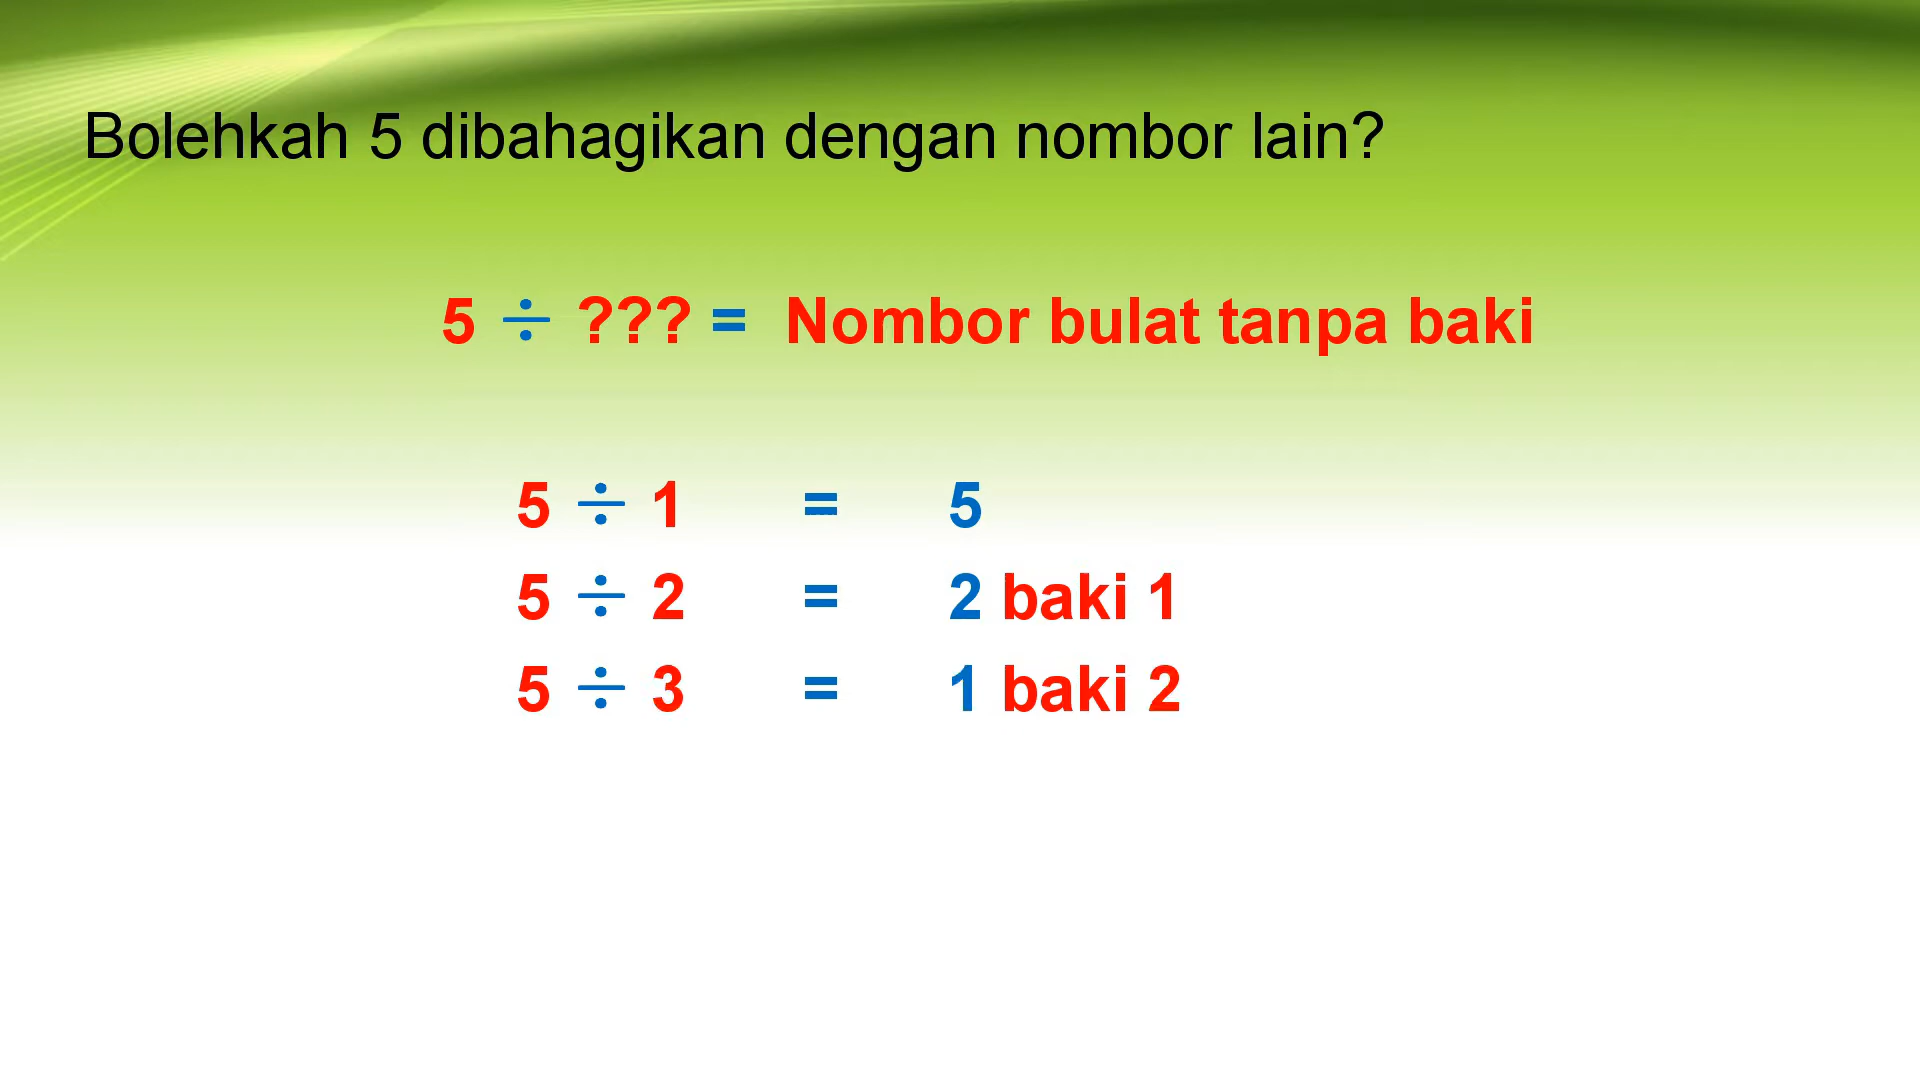 Bolehkah 5 dibahagikan dengan nombor lain?
5 ÷ ??? = Nombor bulat tanpa baki
5 ÷ 1 = 5
5 ÷ 2 = 2 baki 1
5 ÷ 3 = 1 baki 2